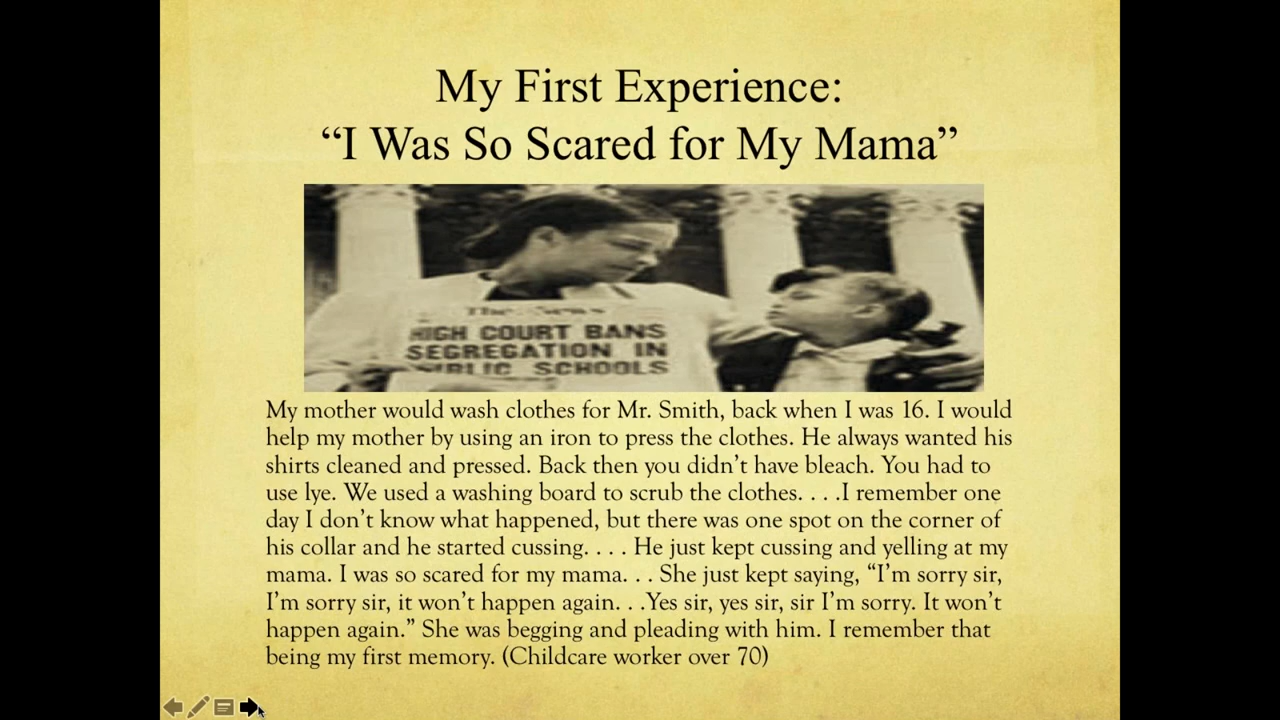 My First Experience:
“I Was So Scared for My Mama”
The News
HIGH COURT BANS
SEGREGATION IN
PUBLIC SCHOOLS
My mother would wash clothes for Mr. Smith, back when I was 16. I would
help my mother by using an iron to press the clothes. He always wanted his
shirts cleaned and pressed. Back then you didn’t have bleach. You had to
use lye. We used a washing board to scrub the clothes. . . .I remember one
day I don’t know what happened, but there was one spot on the corner of
his collar and he started cussing. . . . He just kept cussing and yelling at my
mama. I was so scared for my mama. . . She just kept saying, “I’m sorry sir,
I’m sorry sir, it won’t happen again. . .Yes sir, yes sir, sir I’m sorry. It won’t
happen again.” She was begging and pleading with him. I remember that
being my first memory. (Childcare worker over 70)